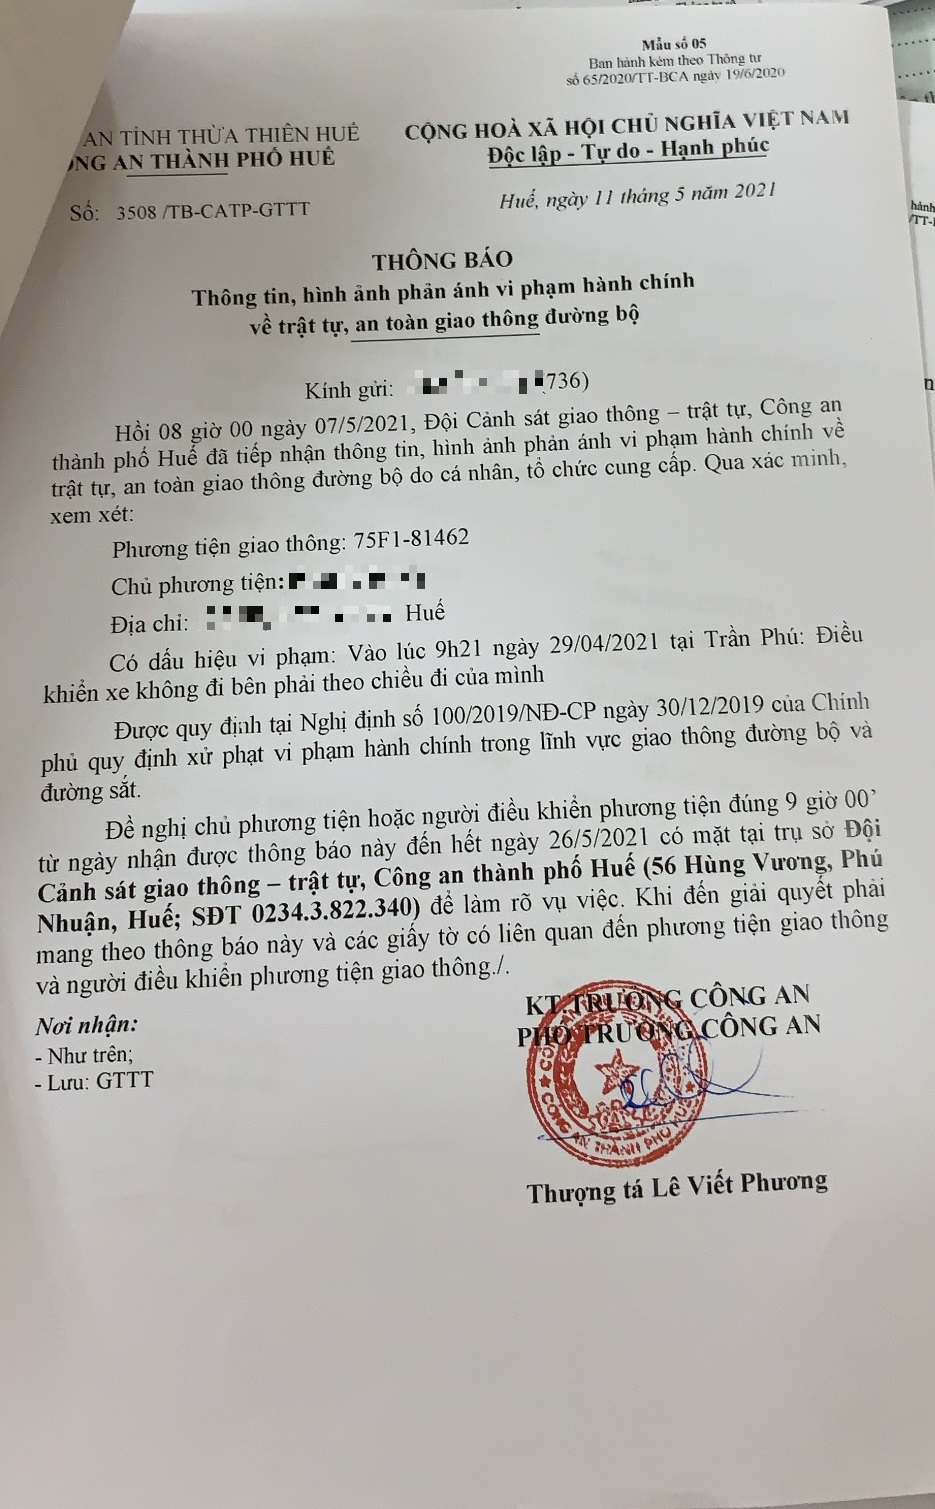 Mẫu số 05
Ban hành kèm theo Thông tư
số 65/2020/TT-BCA ngày 19/6/2020
AN TỈNH THỪA THIÊN HUẾ
ÔNG AN THÀNH PHỐ HUẾ
CỘNG HOÀ XÃ HỘI CHỦ NGHĨA VIỆT NAM
Độc lập - Tự do - Hạnh phúc
Số: 3508 /TB-CATP-GTTT
Huế, ngày 11 tháng 5 năm 2021
THÔNG BÁO
Thông tin, hình ảnh phản ánh vi phạm hành chính
về trật tự, an toàn giao thông đường bộ
Kính gửi: 736)
Hồi 08 giờ 00 ngày 07/5/2021, Đội Cảnh sát giao thông – trật tự, Công an
thành phố Huế đã tiếp nhận thông tin, hình ảnh phản ánh vi phạm hành chính về
trật tự, an toàn giao thông đường bộ do cá nhân, tổ chức cung cấp. Qua xác minh,
xem xét:
Phương tiện giao thông: 75F1-81462
Chủ phương tiện:
Địa chỉ: Huế
Có dấu hiệu vi phạm: Vào lúc 9h21 ngày 29/04/2021 tại Trần Phú: Điều
khiển xe không đi bên phải theo chiều đi của mình
Được quy định tại Nghị định số 100/2019/NĐ-CP ngày 30/12/2019 của Chính
phủ quy định xử phạt vi phạm hành chính trong lĩnh vực giao thông đường bộ và
đường sắt.
Đề nghị chủ phương tiện hoặc người điều khiển phương tiện đúng 9 giờ 00’
từ ngày nhận được thông báo này đến hết ngày 26/5/2021 có mặt tại trụ sở Đội
Cảnh sát giao thông – trật tự, Công an thành phố Huế (56 Hùng Vương, Phú
Nhuận, Huế; SĐT 0234.3.822.340) để làm rõ vụ việc. Khi đến giải quyết phải
mang theo thông báo này và các giấy tờ có liên quan đến phương tiện giao thông
và người điều khiển phương tiện giao thông./.
Nơi nhận:
- Như trên;
- Lưu: GTTT
KT TRƯỞNG CÔNG AN
PHÓ TRƯỞNG CÔNG AN
CÔNG AN THÀNH PHỐ HUẾ
Thượng tá Lê Viết Phương
hành
/TT-